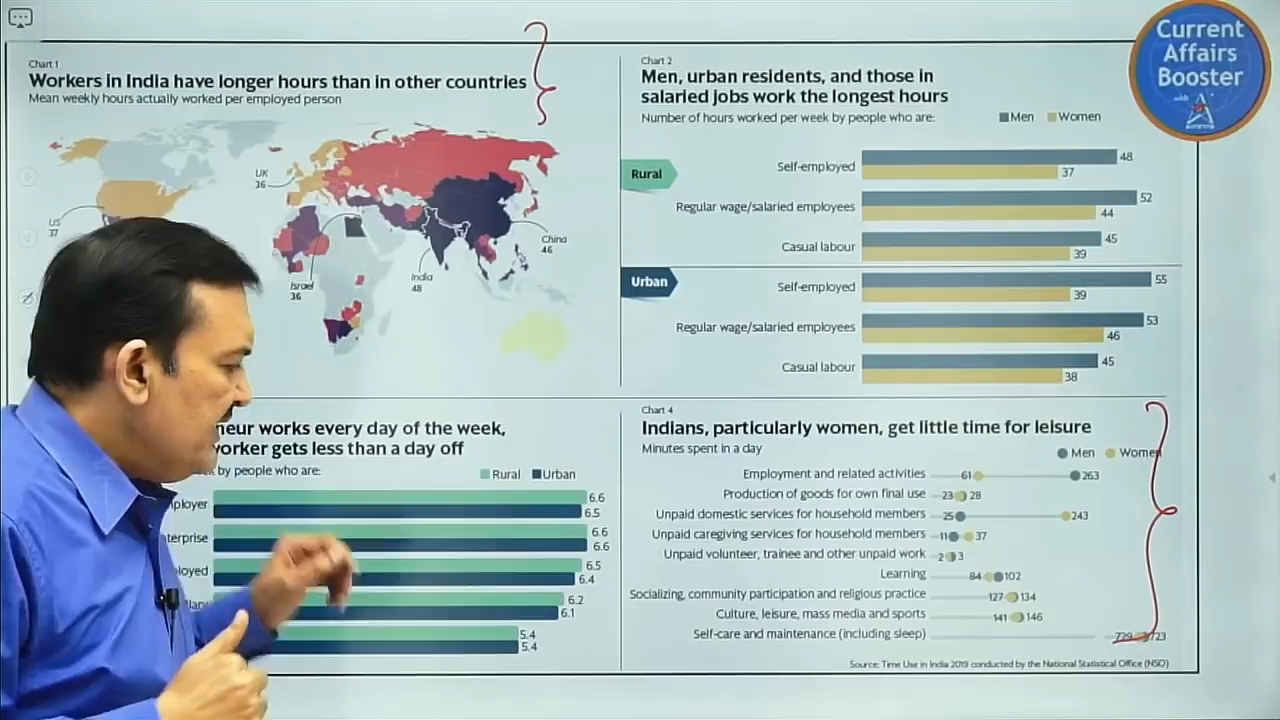 Current
Affairs
Booster
with
Chart 1
Workers in India have longer hours than in other countries
Mean weekly hours actually worked per employed person
UK
36
US
37
Israel
36
India
48
China
46
Chart 2
Men, urban residents, and those in
salaried jobs work the longest hours
Number of hours worked per week by people who are:
Men Women
Rural
Self-employed 48
37
Regular wage/salaried employees 52
44
Casual labour 45
39
Urban
Self-employed 55
39
Regular wage/salaried employees 53
46
Casual labour 45
38
works every day of the week,
gets less than a day off
by people who are:
Rural Urban
6.6
6.5
6.6
6.6
6.5
6.4
6.2
6.1
5.4
5.4
Chart 4
Indians, particularly women, get little time for leisure
Minutes spent in a day
Men Women
Employment and related activities 61 263
Production of goods for own final use 23 28
Unpaid domestic services for household members 25 243
Unpaid caregiving services for household members 11 37
Unpaid volunteer, trainee and other unpaid work 2 3
Learning 84 102
Socializing, community participation and religious practice 127 134
Culture, leisure, mass media and sports 141 146
Self-care and maintenance (including sleep) 723
Source: Time Use in India 2019 conducted by the National Statistical Office (NSO)